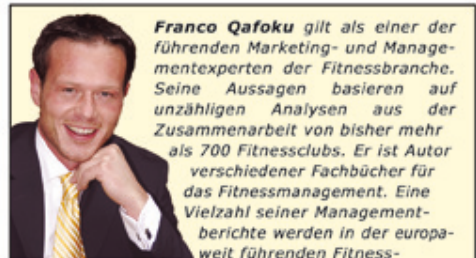 Franco Qafoku gilt als einer der
führenden Marketing- und Manage-
mentexperten der Fitnessbranche.
Seine Aussagen basieren auf
unzähligen Analysen aus der
Zusammenarbeit von bisher mehr
als 700 Fitnessclubs. Er ist Autor
verschiedener Fachbücher für
das Fitnessmanagement. Eine
Vielzahl seiner Management-
berichte werden in der europa-
weit führenden Fitness-